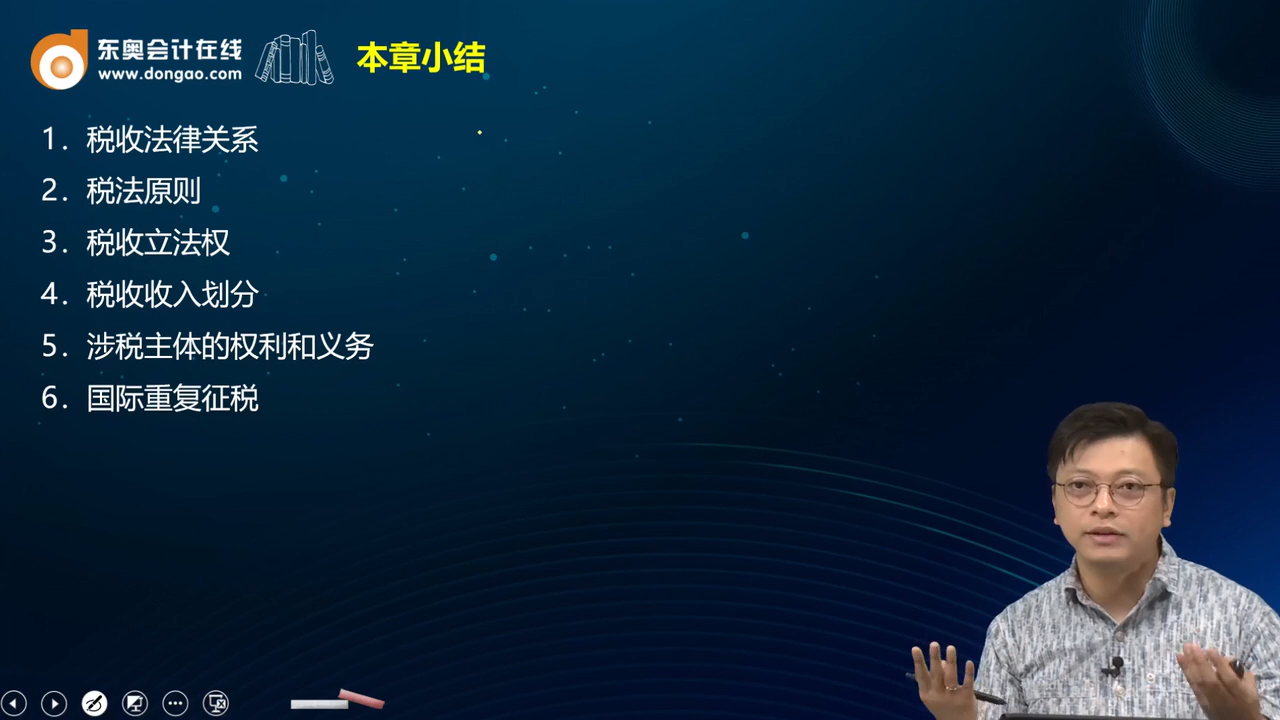 东奥会计在线
www.dongao.com
本章小结
1. 税收法律关系
2. 税法原则
3. 税收立法权
4. 税收收入划分
5. 涉税主体的权利和义务
6. 国际重复征税